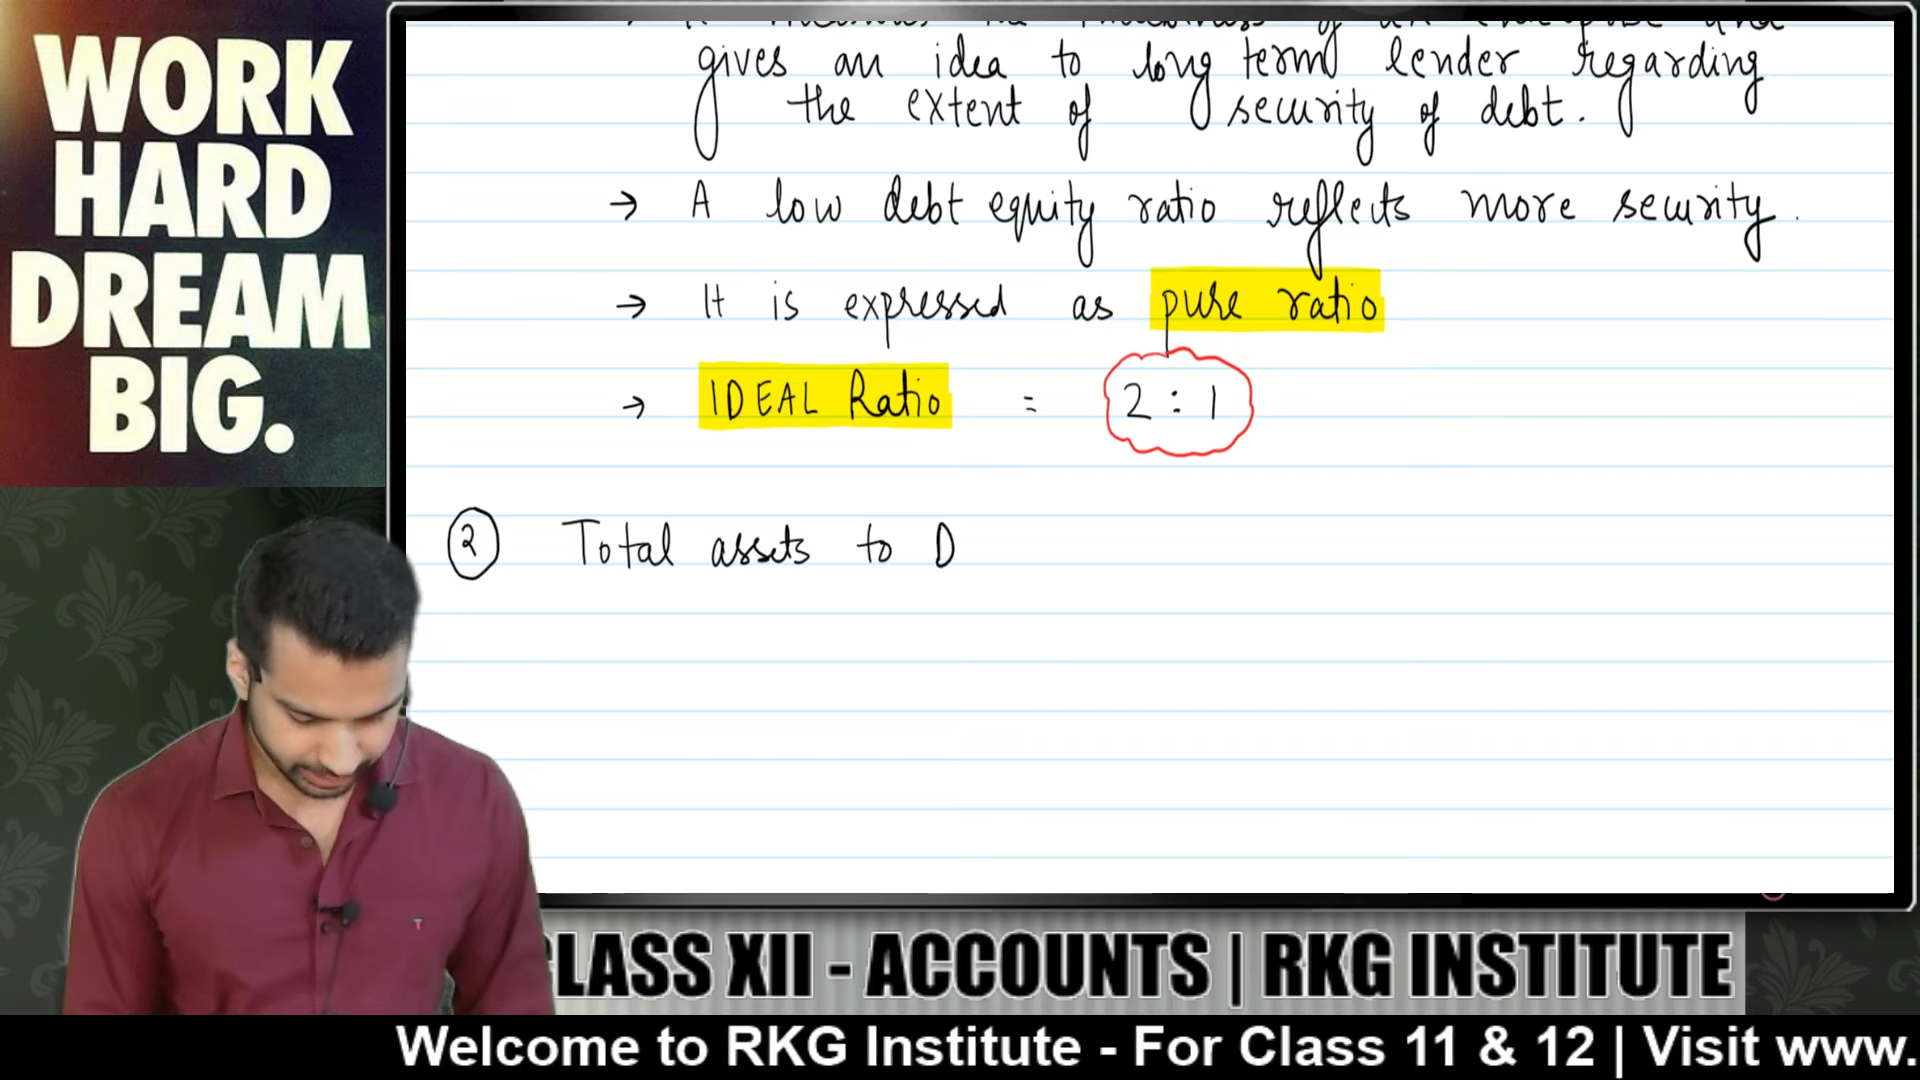 WORK
HARD
DREAM
BIG.
gives an idea to long term lender regarding
the extent of security of debt.
→ A low debt equity ratio reflects more security.
→ It is expressed as pure ratio
→ IDEAL Ratio = 2 : 1
2 Total assets to D
LASS XII - ACCOUNTS | RKG INSTITUTE
Welcome to RKG Institute - For Class 11 & 12 | Visit www.